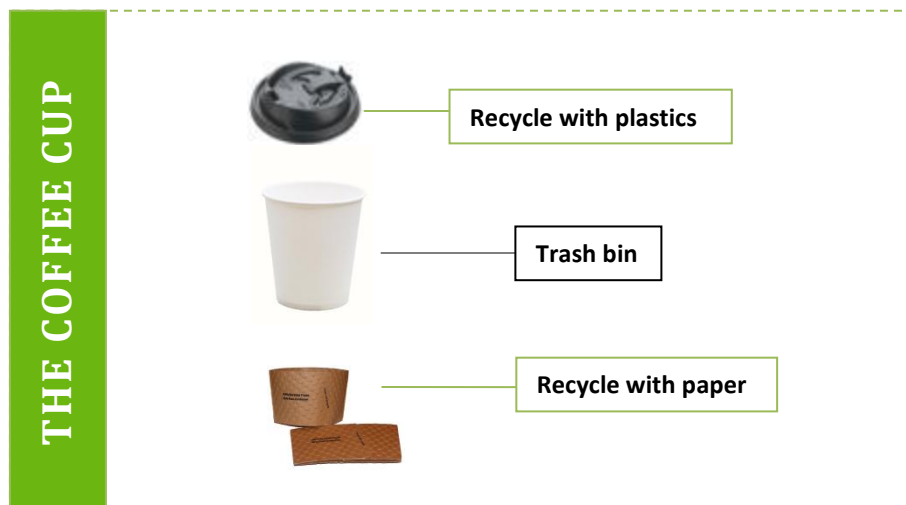 THE COFFEE CUP
Recycle with plastics
Trash bin
Recycle with paper